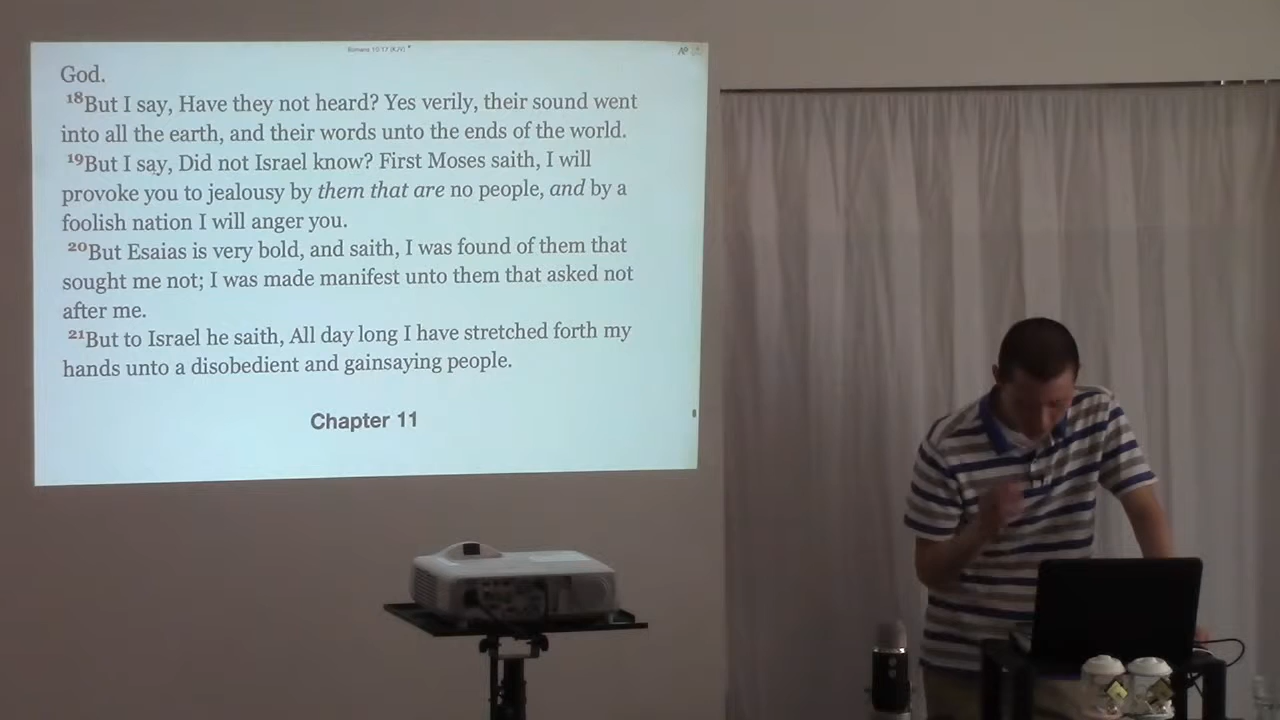 Romans 10:17 (KJV)
God.
18But I say, Have they not heard? Yes verily, their sound went
into all the earth, and their words unto the ends of the world.
19But I say, Did not Israel know? First Moses saith, I will
provoke you to jealousy by them that are no people, and by a
foolish nation I will anger you.
20But Esaias is very bold, and saith, I was found of them that
sought me not; I was made manifest unto them that asked not
after me.
21But to Israel he saith, All day long I have stretched forth my
hands unto a disobedient and gainsaying people.
Chapter 11